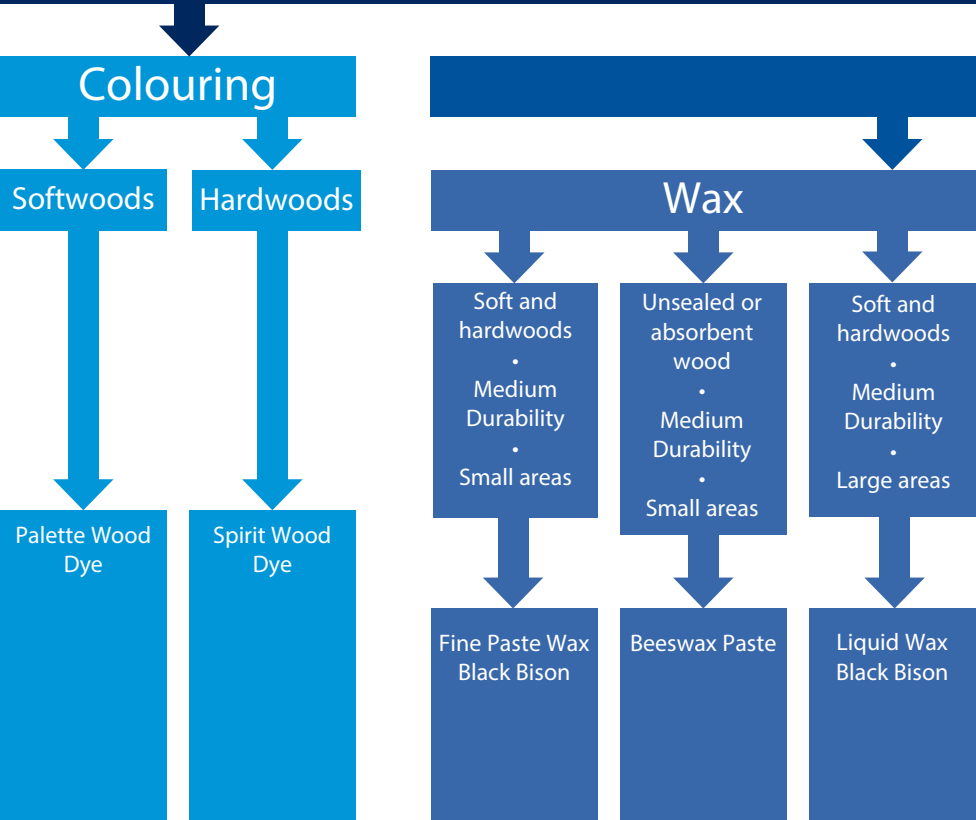 Colouring
Softwoods
Hardwoods
Palette Wood
Dye
Spirit Wood
Dye
Wax
Soft and
hardwoods
•
Medium
Durability
•
Small areas
Unsealed or
absorbent
wood
•
Medium
Durability
•
Small areas
Soft and
hardwoods
•
Medium
Durability
•
Large areas
Fine Paste Wax
Black Bison
Beeswax Paste
Liquid Wax
Black Bison